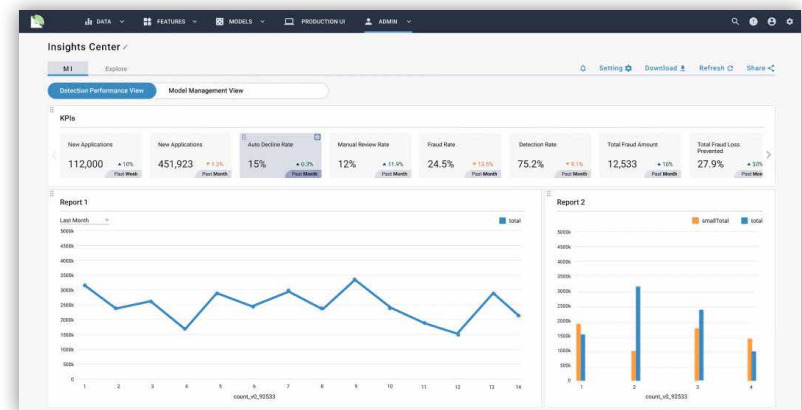 DATA FEATURES MODELS PRODUCTION UI ADMIN
Insights Center
MI Explore Setting Download Refresh Share
Detection Performance View Model Management View
KPIs
New Applications New Applications Auto Decline Rate Manual Review Rate Fraud Rate Detection Rate Total Fraud Amount Total Fraud Loss
Prevented
112,000 10% 451,923 1.3% 15% 0.3% 12% 11.9% 24.5% 12.5% 75.2% 9.1% 12,533 10% 27.9% 30%
Past Week Past Month Past Month Past Month Past Month Past Month Past Month Past Mon
Report 1 Report 2
Last Month total smallTotal total
5000k 5000k
4500k 4500k
4000k 4000k
3500k 3500k
3000k 3000k
2500k 2500k
2000k 2000k
1500k 1500k
1000k 1000k
500k 500k
0 0
1 2 3 4 5 6 7 8 9 10 11 12 13 14 1 2 3 4
count_v0_92533 count_v0_92533